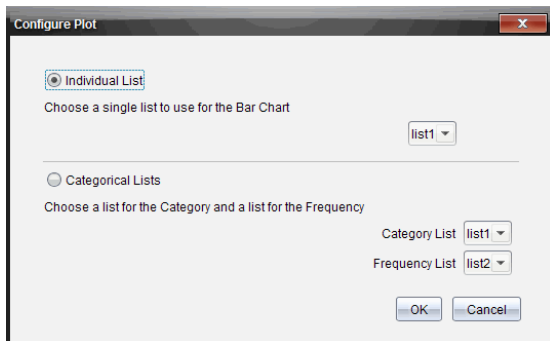 Configure Plot
Individual List
Choose a single list to use for the Bar Chart
list1
Categorical Lists
Choose a list for the Category and a list for the Frequency
Category List list1
Frequency List list2
OK Cancel